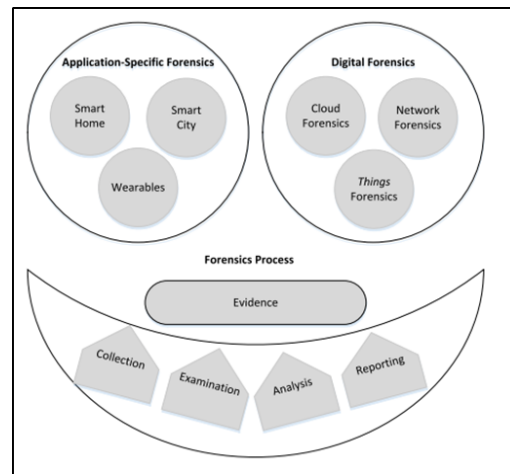 Application-Specific Forensics
Smart
Home
Smart
City
Wearables
Digital Forensics
Cloud
Forensics
Network
Forensics
Things
Forensics
Forensics Process
Evidence
Collection
Examination
Analysis
Reporting